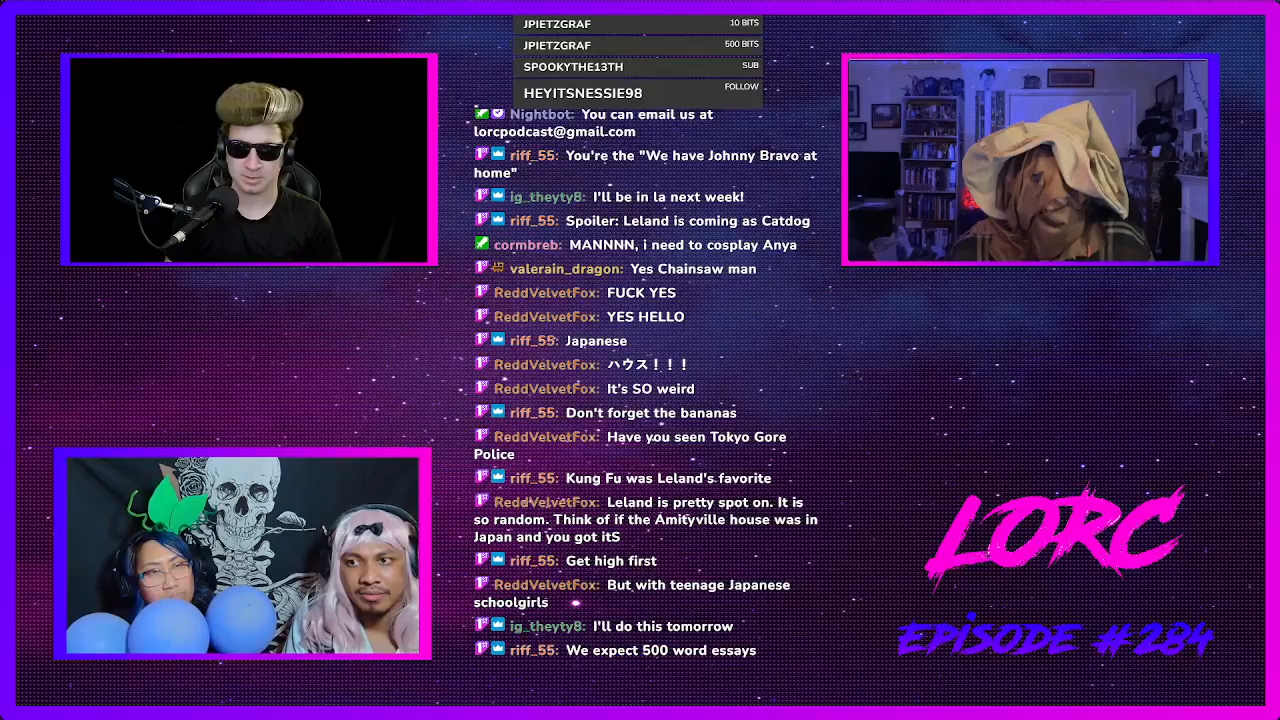 JPIETZGRAF 10 BITS
JPIETZGRAF 500 BITS
SPOOKYTHE13TH SUB
HEYITSNESSIE98 FOLLOW
Nightbot: You can email us at
lorcpodcast@gmail.com
riff_55: You're the "We have Johnny Bravo at
home"
ig_theyty8: I'll be in la next week!
riff_55: Spoiler: Leland is coming as Catdog
cormbreb: MANNNN, i need to cosplay Anya
valerain_dragon: Yes Chainsaw man
ReddVelvetFox: FUCK YES
ReddVelvetFox: YES HELLO
riff_55: Japanese
ReddVelvetFox: ハウス！！！
ReddVelvetFox: It's SO weird
riff_55: Don't forget the bananas
ReddVelvetFox: Have you seen Tokyo Gore
Police
riff_55: Kung Fu was Leland's favorite
ReddVelvetFox: Leland is pretty spot on. It is
so random. Think of if the Amityville house was in
Japan and you got itS
riff_55: Get high first
ReddVelvetFox: But with teenage Japanese
schoolgirls
ig_theyty8: I'll do this tomorrow
riff_55: We expect 500 word essays
LORC
EPISODE #284